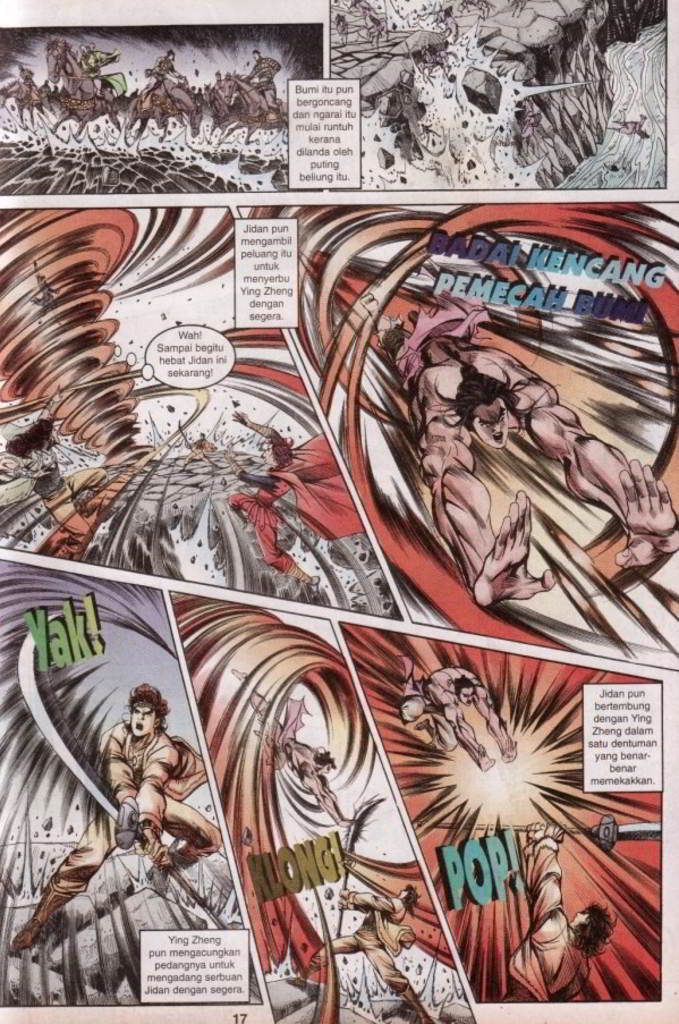 Bumi itu pun
bergoncang
dan ngarai itu
mulai runtuh
kerana
dilanda oleh
puting
beliung itu.
Jidan pun
mengambil
peluang itu
untuk
menyerbu
Ying Zheng
dengan
segera.
BADAI KENCANG
PEMECAH BUMI
Wah!
Sampai begitu
hebat Jidan ini
sekarang!
Yak!
Ying Zheng
pun mengacungkan
pedangnya untuk
mengadang serbuan
Jidan dengan segera.
KLONG!
Jidan pun
bertembung
dengan Ying
Zheng dalam
satu dentuman
yang benar-
benar
memekakkan.
POP!
17